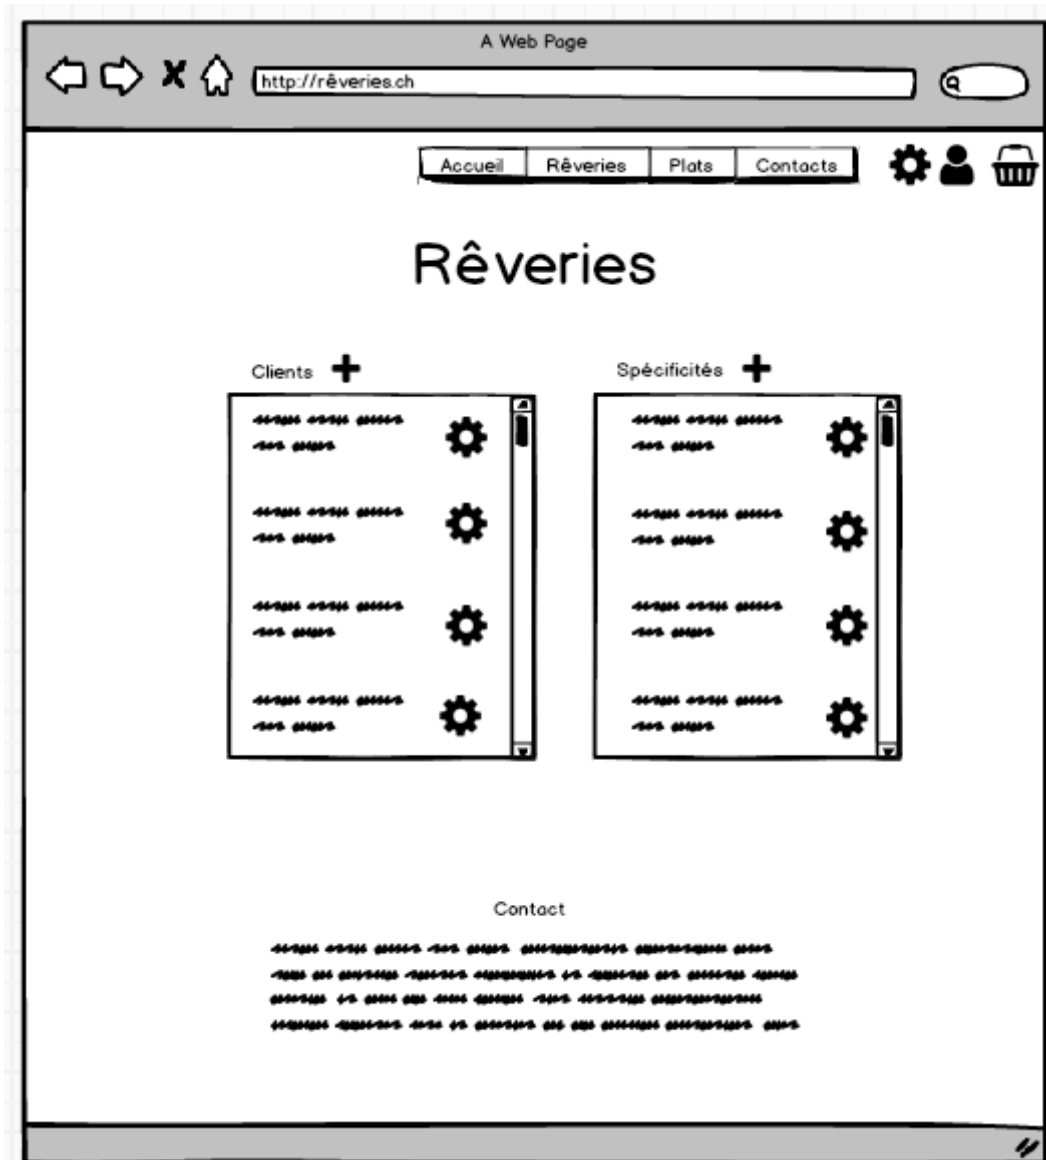 A Web Page
http://rêveries.ch
Accueil Rêveries Plats Contacts
Rêveries
Clients
Spécificités
Contact